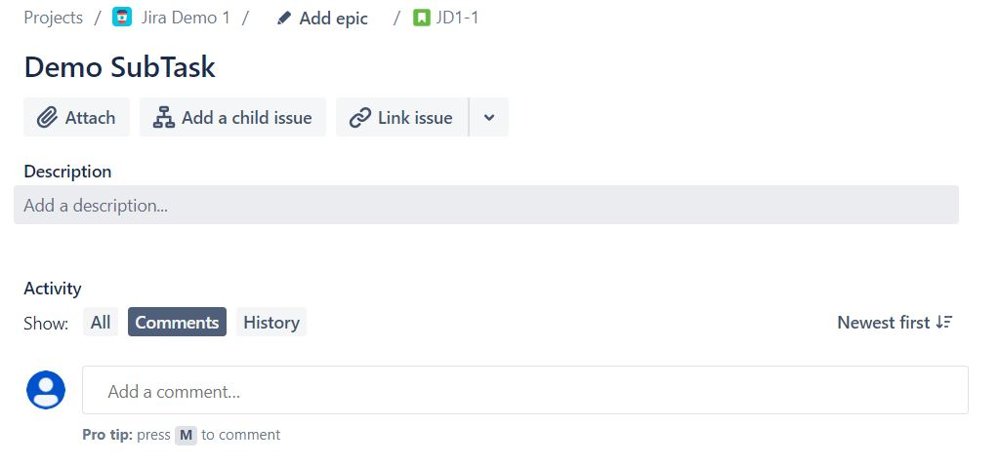 Projects / Jira Demo 1 / Add epic / JD1-1
Demo SubTask
Attach Add a child issue Link issue
Description
Add a description...
Activity
Show: All Comments History Newest first
Add a comment...
Pro tip: press M to comment